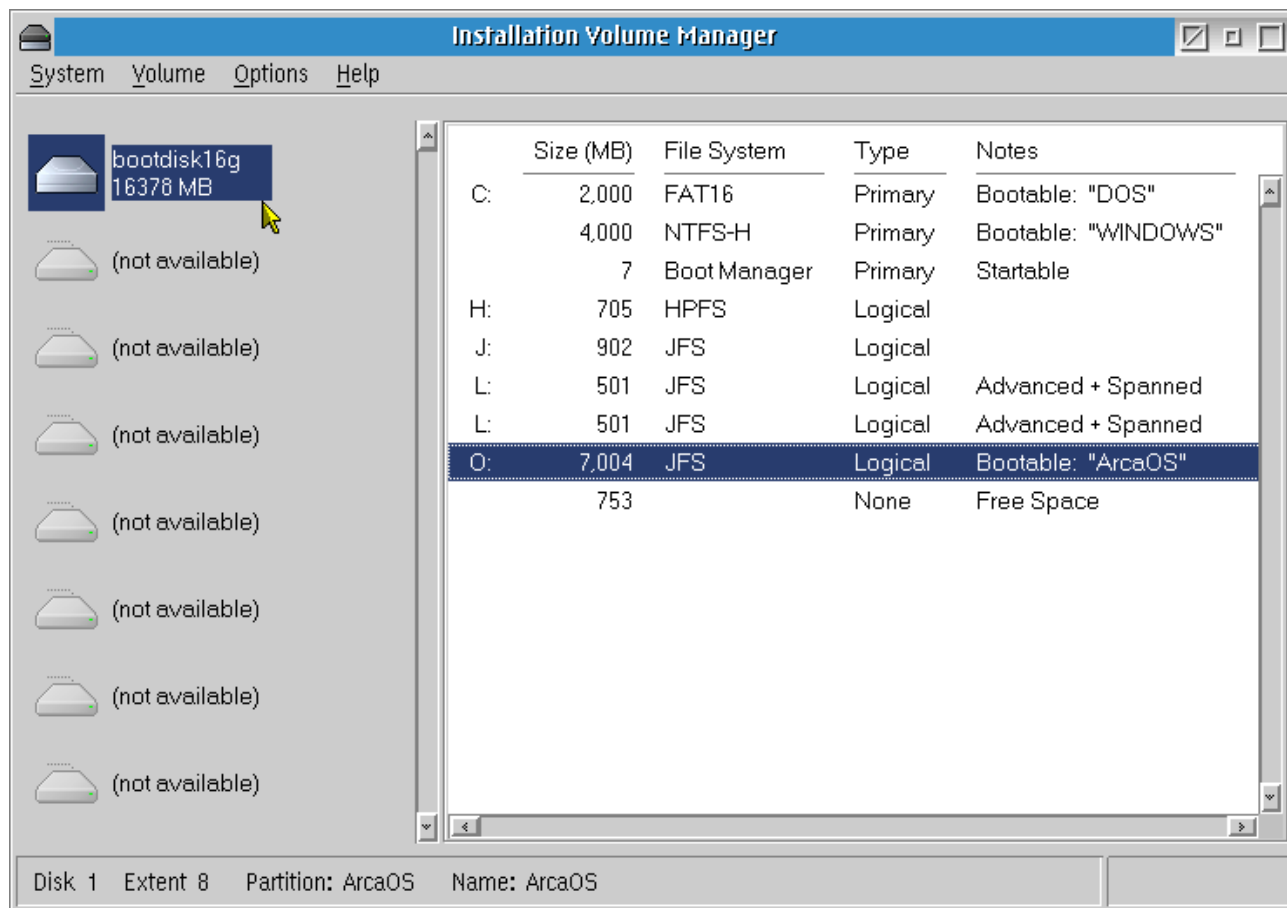 Installation Volume Manager
System Volume Options Help
bootdisk16g
16378 MB
(not available)
(not available)
(not available)
(not available)
(not available)
(not available)
(not available)
Size (MB) File System Type Notes
C: 2,000 FAT16 Primary Bootable: "DOS"
4,000 NTFS-H Primary Bootable: "WINDOWS"
7 Boot Manager Primary Startable
H: 705 HPFS Logical
J: 902 JFS Logical
L: 501 JFS Logical Advanced + Spanned
L: 501 JFS Logical Advanced + Spanned
O: 7,004 JFS Logical Bootable: "ArcaOS"
753 None Free Space
Disk 1 Extent 8 Partition: ArcaOS Name: ArcaOS